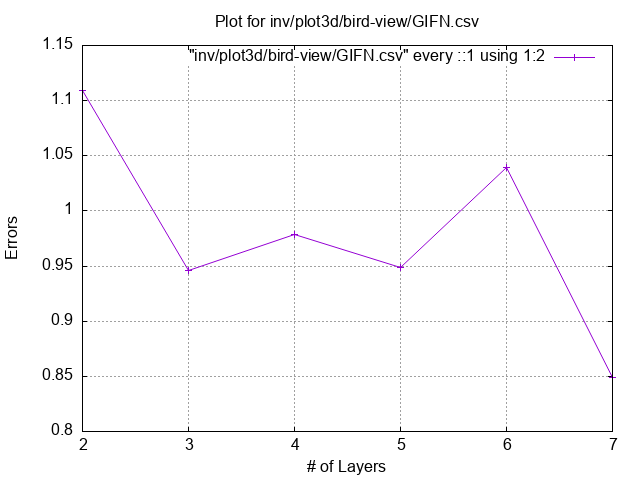 Plot for inv/plot3d/bird-view/GIFN.csv
"inv/plot3d/bird-view/GIFN.csv" every ::1 using 1:2
1.15
1.1
1.05
1
0.95
0.9
0.85
0.8
Errors
2 3 4 5 6 7
# of Layers